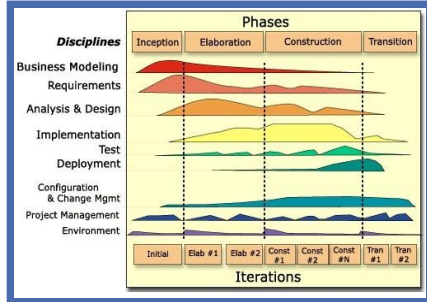 Phases
Disciplines
Inception Elaboration Construction Transition
Business Modeling
Requirements
Analysis & Design
Implementation
Test
Deployment
Configuration
& Change Mgmt
Project Management
Environment
Initial Elab #1 Elab #2 Const #1 Const #2 Const #N Tran #1 Tran #2
Iterations